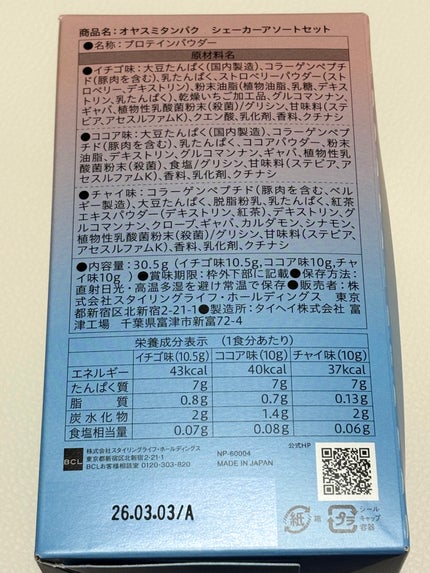 商品名：オヤスミタンパク　シェーカーアソートセット
●名称：プロテインパウダー
原材料名
●イチゴ味：大豆たんぱく(国内製造)、コラーゲンペプ
チド(豚肉を含む)、乳たんぱく、ストロベリーパウダー(スト
ロベリー、デキストリン)、粉末油脂(植物油脂、乳糖、デキス
トリン、乳たんぱく)、乾燥いちご加工品、グルコマンナン、
ギャバ、植物性乳酸菌粉末(殺菌)/グリシン、甘味料(ステ
ビア、アセスルファムK)、クエン酸、乳化剤、香料、クチナシ
●ココア味：大豆たんぱく(国内製造)、コラーゲンペプ
チド(豚肉を含む)、乳たんぱく、ココアパウダー、粉末
油脂、デキストリン、グルコマンナン、ギャバ、植物性乳
酸菌粉末(殺菌)、食塩/グリシン、甘味料(ステビア、ア
セスルファムK)、香料、乳化剤、クチナシ
●チャイ味：コラーゲンペプチド(豚肉を含む、ベル
ギー製造)、大豆たんぱく、脱脂粉乳、乳たんぱく、紅茶
エキスパウダー(デキストリン、紅茶)、デキストリン、グ
ルコマンナン、クローブ、ギャバ、カルダモン、シナモン、
植物性乳酸菌粉末(殺菌)/グリシン、甘味料(ステビア、
アセスルファムK)、香料、乳化剤、クチナシ
●内容量：30.5g（イチゴ味10.5g,ココア味10g,チャ
イ味10g ）●賞味期限：枠外下部に記載●保存方法：
直射日光・高温多湿を避け常温で保存●販売者：株
式会社スタイリングライフ・ホールディングス　東京
都新宿区北新宿2-21-1●製造所：タイヘイ株式会社 富
津工場　千葉県富津市新富72-4
栄養成分表示　（1食分あたり）
イチゴ味(10.5g) ココア味(10g) チャイ味(10g)
エネルギー 43kcal 40kcal 37kcal
たんぱく質 7g 7g 7g
脂　質 0.8g 0.7g 0.13g
炭水化物 2g 1.4g 2g
食塩相当量 0.07g 0.08g 0.06g
BCL
株式会社スタイリングライフ・ホールディングス
東京都新宿区北新宿2-21-1
BCLお客様相談室 0120-303-820
NP-60004
MADE IN JAPAN
公式HP
26.03.03/A
紙 箱
プラ
シール
キャップ
容器